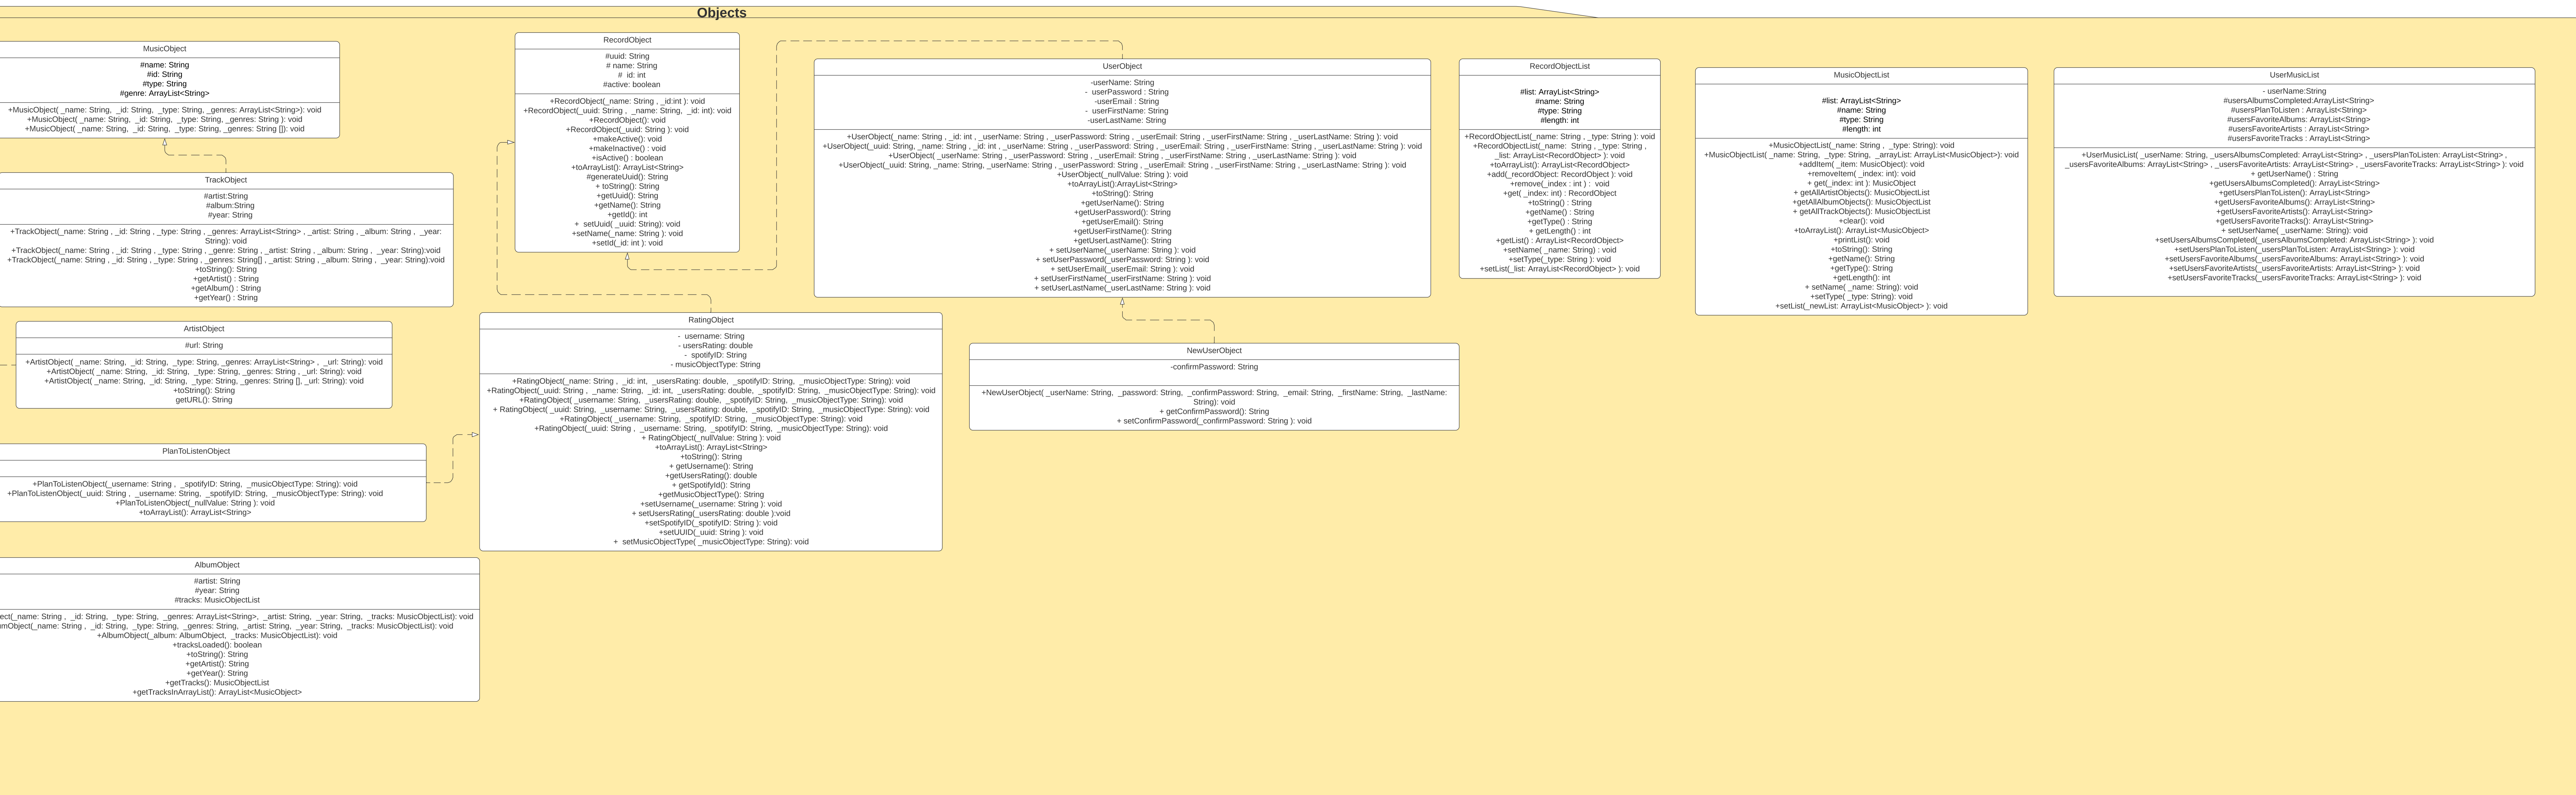 Objects
MusicObject
#name: String
#id: String
#type: String
#genre: ArrayList<String>
+MusicObject( _name: String, _id: String, _type: String, _genres: ArrayList<String>): void
+MusicObject( _name: String, _id: String, _type: String, _genres: String ): void
+MusicObject( _name: String, _id: String, _type: String, _genres: String []): void
TrackObject
#artist:String
#album:String
#year: String
+TrackObject(_name: String , _id: String , _type: String , _genres: ArrayList<String> , _artist: String , _album: String , _year:
String): void
+TrackObject(_name: String , _id: String , _type: String , _genre: String , _artist: String , _album: String , _year: String):void
+TrackObject(_name: String , _id: String , _type: String , _genres: String[] , _artist: String , _album: String , _year: String):void
+toString(): String
+getArtist() : String
+getAlbum() : String
+getYear() : String
ArtistObject
#url: String
+ArtistObject( _name: String, _id: String, _type: String, _genres: ArrayList<String> , _url: String): void
+ArtistObject( _name: String, _id: String, _type: String, _genres: String , _url: String): void
+ArtistObject( _name: String, _id: String, _type: String, _genres: String [], _url: String): void
+toString(): String
getURL(): String
PlanToListenObject
+PlanToListenObject(_username: String , _spotifyID: String, _musicObjectType: String): void
+PlanToListenObject(_uuid: String , _username: String, _spotifyID: String, _musicObjectType: String): void
+PlanToListenObject(_nullValue: String ): void
+toArrayList(): ArrayList<String>
AlbumObject
#artist: String
#year: String
#tracks: MusicObjectList
ect(_name: String , _id: String, _type: String, _genres: ArrayList<String>, _artist: String, _year: String, _tracks: MusicObjectList): void
mObject(_name: String , _id: String, _type: String, _genres: String, _artist: String, _year: String, _tracks: MusicObjectList): void
+AlbumObject(_album: AlbumObject, _tracks: MusicObjectList): void
+tracksLoaded(): boolean
+toString(): String
+getArtist(): String
+getYear(): String
+getTracks(): MusicObjectList
+getTracksInArrayList(): ArrayList<MusicObject>
RecordObject
#uuid: String
# name: String
# id: int
#active: boolean
+RecordObject(_name: String , _id:int ): void
+RecordObject(_uuid: String , _name: String, _id: int): void
+RecordObject(): void
+RecordObject(_uuid: String ): void
+makeActive(): void
+makeInactive() : void
+isActive() : boolean
+toArrayList(): ArrayList<String>
#generateUuid(): String
+ toString(): String
+getUuid(): String
+getName(): String
+getId(): int
+ setUuid( _uuid: String): void
+setName(_name: String ): void
+setId(_id: int ): void
RatingObject
- username: String
- usersRating: double
- spotifyID: String
- musicObjectType: String
+RatingObject(_name: String , _id: int, _usersRating: double, _spotifyID: String, _musicObjectType: String): void
+RatingObject(_uuid: String , _name: String, _id: int, _usersRating: double, _spotifyID: String, _musicObjectType: String): void
+RatingObject( _username: String, _usersRating: double, _spotifyID: String, _musicObjectType: String): void
+ RatingObject( _uuid: String, _username: String, _usersRating: double, _spotifyID: String, _musicObjectType: String): void
+RatingObject( _username: String, _spotifyID: String, _musicObjectType: String): void
+RatingObject(_uuid: String , _username: String, _spotifyID: String, _musicObjectType: String): void
+ RatingObject(_nullValue: String ): void
+toArrayList(): ArrayList<String>
+toString(): String
+ getUsername(): String
+getUsersRating(): double
+ getSpotifyId(): String
+getMusicObjectType(): String
+setUsername(_username: String ): void
+ setUsersRating(_usersRating: double ):void
+setSpotifyID(_spotifyID: String ): void
+setUUID(_uuid: String ): void
+ setMusicObjectType( _musicObjectType: String): void
UserObject
-userName: String
- userPassword : String
-userEmail : String
- userFirstName: String
-userLastName: String
+UserObject(_name: String , _id: int , _userName: String , _userPassword: String , _userEmail: String , _userFirstName: String , _userLastName: String ): void
+UserObject(_uuid: String, _name: String , _id: int , _userName: String , _userPassword: String , _userEmail: String , _userFirstName: String , _userLastName: String ): void
+UserObject( _userName: String , _userPassword: String , _userEmail: String , _userFirstName: String , _userLastName: String ): void
+UserObject(_uuid: String, _name: String, _userName: String , _userPassword: String , _userEmail: String , _userFirstName: String , _userLastName: String ): void
+UserObject(_nullValue: String ): void
+toArrayList():ArrayList<String>
+toString(): String
+getUserName(): String
+getUserPassword(): String
+getUserEmail(): String
+getUserFirstName(): String
+getUserLastName(): String
+ setUserName(_userName: String ): void
+ setUserPassword(_userPassword: String ): void
+ setUserEmail(_userEmail: String ): void
+ setUserFirstName(_userFirstName: String ): void
+ setUserLastName(_userLastName: String ): void
NewUserObject
-confirmPassword: String
+NewUserObject( _userName: String, _password: String, _confirmPassword: String, _email: String, _firstName: String, _lastName:
String): void
+ getConfirmPassword(): String
+ setConfirmPassword(_confirmPassword: String ): void
RecordObjectList
#list: ArrayList<String>
#name: String
#type: String
#length: int
+RecordObjectList(_name: String , _type: String ): void
+RecordObjectList(_name: String , _type: String ,
_list: ArrayList<RecordObject> ): void
+toArrayList(): ArrayList<RecordObject>
+add(_recordObject: RecordObject ): void
+remove(_index : int ) : void
+get( _index: int) : RecordObject
+toString() : String
+getName() : String
+getType() : String
+ getLength() : int
+getList() : ArrayList<RecordObject>
+setName( _name: String) : void
+setType(_type: String ): void
+setList(_list: ArrayList<RecordObject> ): void
MusicObjectList
#list: ArrayList<String>
#name: String
#type: String
#length: int
+MusicObjectList(_name: String , _type: String): void
+MusicObjectList( _name: String, _type: String, _arrayList: ArrayList<MusicObject>): void
+addItem( _item: MusicObject): void
+removeItem( _index: int): void
+ get(_index: int ): MusicObject
+ getAllArtistObjects(): MusicObjectList
+getAllAlbumObjects(): MusicObjectList
+ getAllTrackObjects(): MusicObjectList
+clear(): void
+toArrayList(): ArrayList<MusicObject>
+printList(): void
+toString(): String
+getName(): String
+getType(): String
+getLength(): int
+ setName( _name: String): void
+setType( _type: String): void
+setList(_newList: ArrayList<MusicObject> ): void
UserMusicList
- userName:String
#usersAlbumsCompleted:ArrayList<String>
#usersPlanToListen : ArrayList<String>
#usersFavoriteAlbums: ArrayList<String>
#usersFavoriteArtists : ArrayList<String>
#usersFavoriteTracks : ArrayList<String>
+UserMusicList( _userName: String, _usersAlbumsCompleted: ArrayList<String> , _usersPlanToListen: ArrayList<String> ,
_usersFavoriteAlbums: ArrayList<String> , _usersFavoriteArtists: ArrayList<String> , _usersFavoriteTracks: ArrayList<String> ): void
+ getUserName() : String
+getUsersAlbumsCompleted(): ArrayList<String>
+getUsersPlanToListen(): ArrayList<String>
+getUsersFavoriteAlbums(): ArrayList<String>
+getUsersFavoriteArtists(): ArrayList<String>
+getUsersFavoriteTracks(): ArrayList<String>
+ setUserName( _userName: String): void
+setUsersAlbumsCompleted(_usersAlbumsCompleted: ArrayList<String> ): void
+setUsersPlanToListen(_usersPlanToListen: ArrayList<String> ): void
+setUsersFavoriteAlbums(_usersFavoriteAlbums: ArrayList<String> ): void
+setUsersFavoriteArtists(_usersFavoriteArtists: ArrayList<String> ): void
+setUsersFavoriteTracks(_usersFavoriteTracks: ArrayList<String> ): void